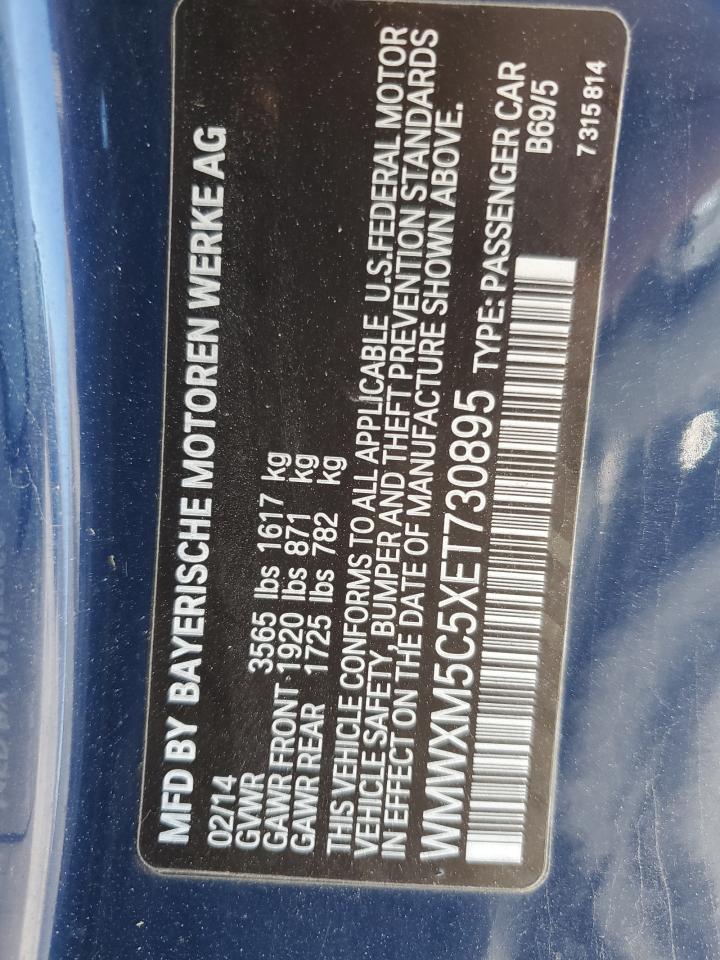 MFD BY BAYERISCHE MOTOREN WERKE AG
02/14
GVWR 3565 lbs 1617 kg
GAWR FRONT 1920 lbs 871 kg
GAWR REAR 1725 lbs 782 kg
THIS VEHICLE CONFORMS TO ALL APPLICABLE U.S.FEDERAL MOTOR
VEHICLE SAFETY, BUMPER AND THEFT PREVENTION STANDARDS
IN EFFECT ON THE DATE OF MANUFACTURE SHOWN ABOVE.
WMWXM5C5XET730895 TYPE: PASSENGER CAR
B69/5
7 315 814